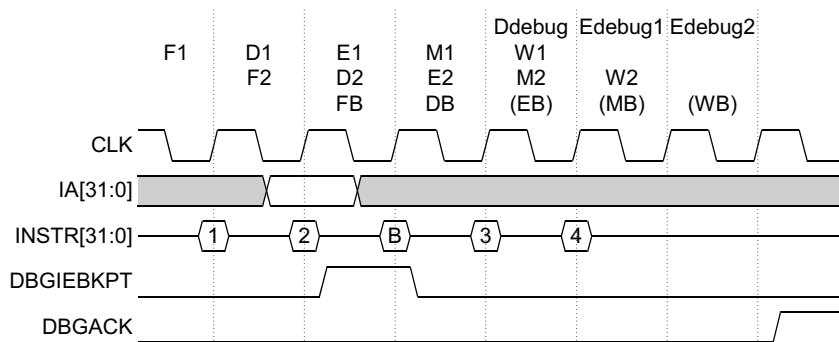 Ddebug Edebug1 Edebug2
F1 D1 E1 M1 W1
F2 D2 E2 M2 W2
FB DB (EB) (MB) (WB)
CLK
IA[31:0]
INSTR[31:0] 1 2 B 3 4
DBGIEBKPT
DBGACK